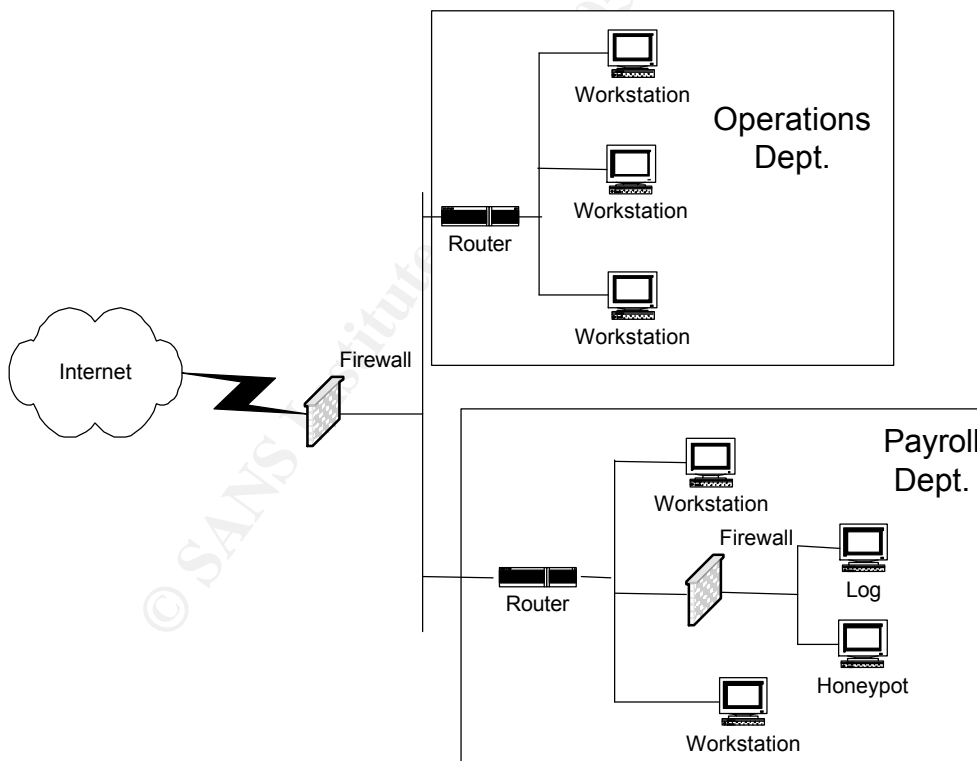 Workstation
Operations
Dept.
Workstation
Router
Workstation
Internet
Firewall
Payroll
Dept.
Workstation
Firewall
Log
Router
Honeypot
Workstation
© SANS Institute